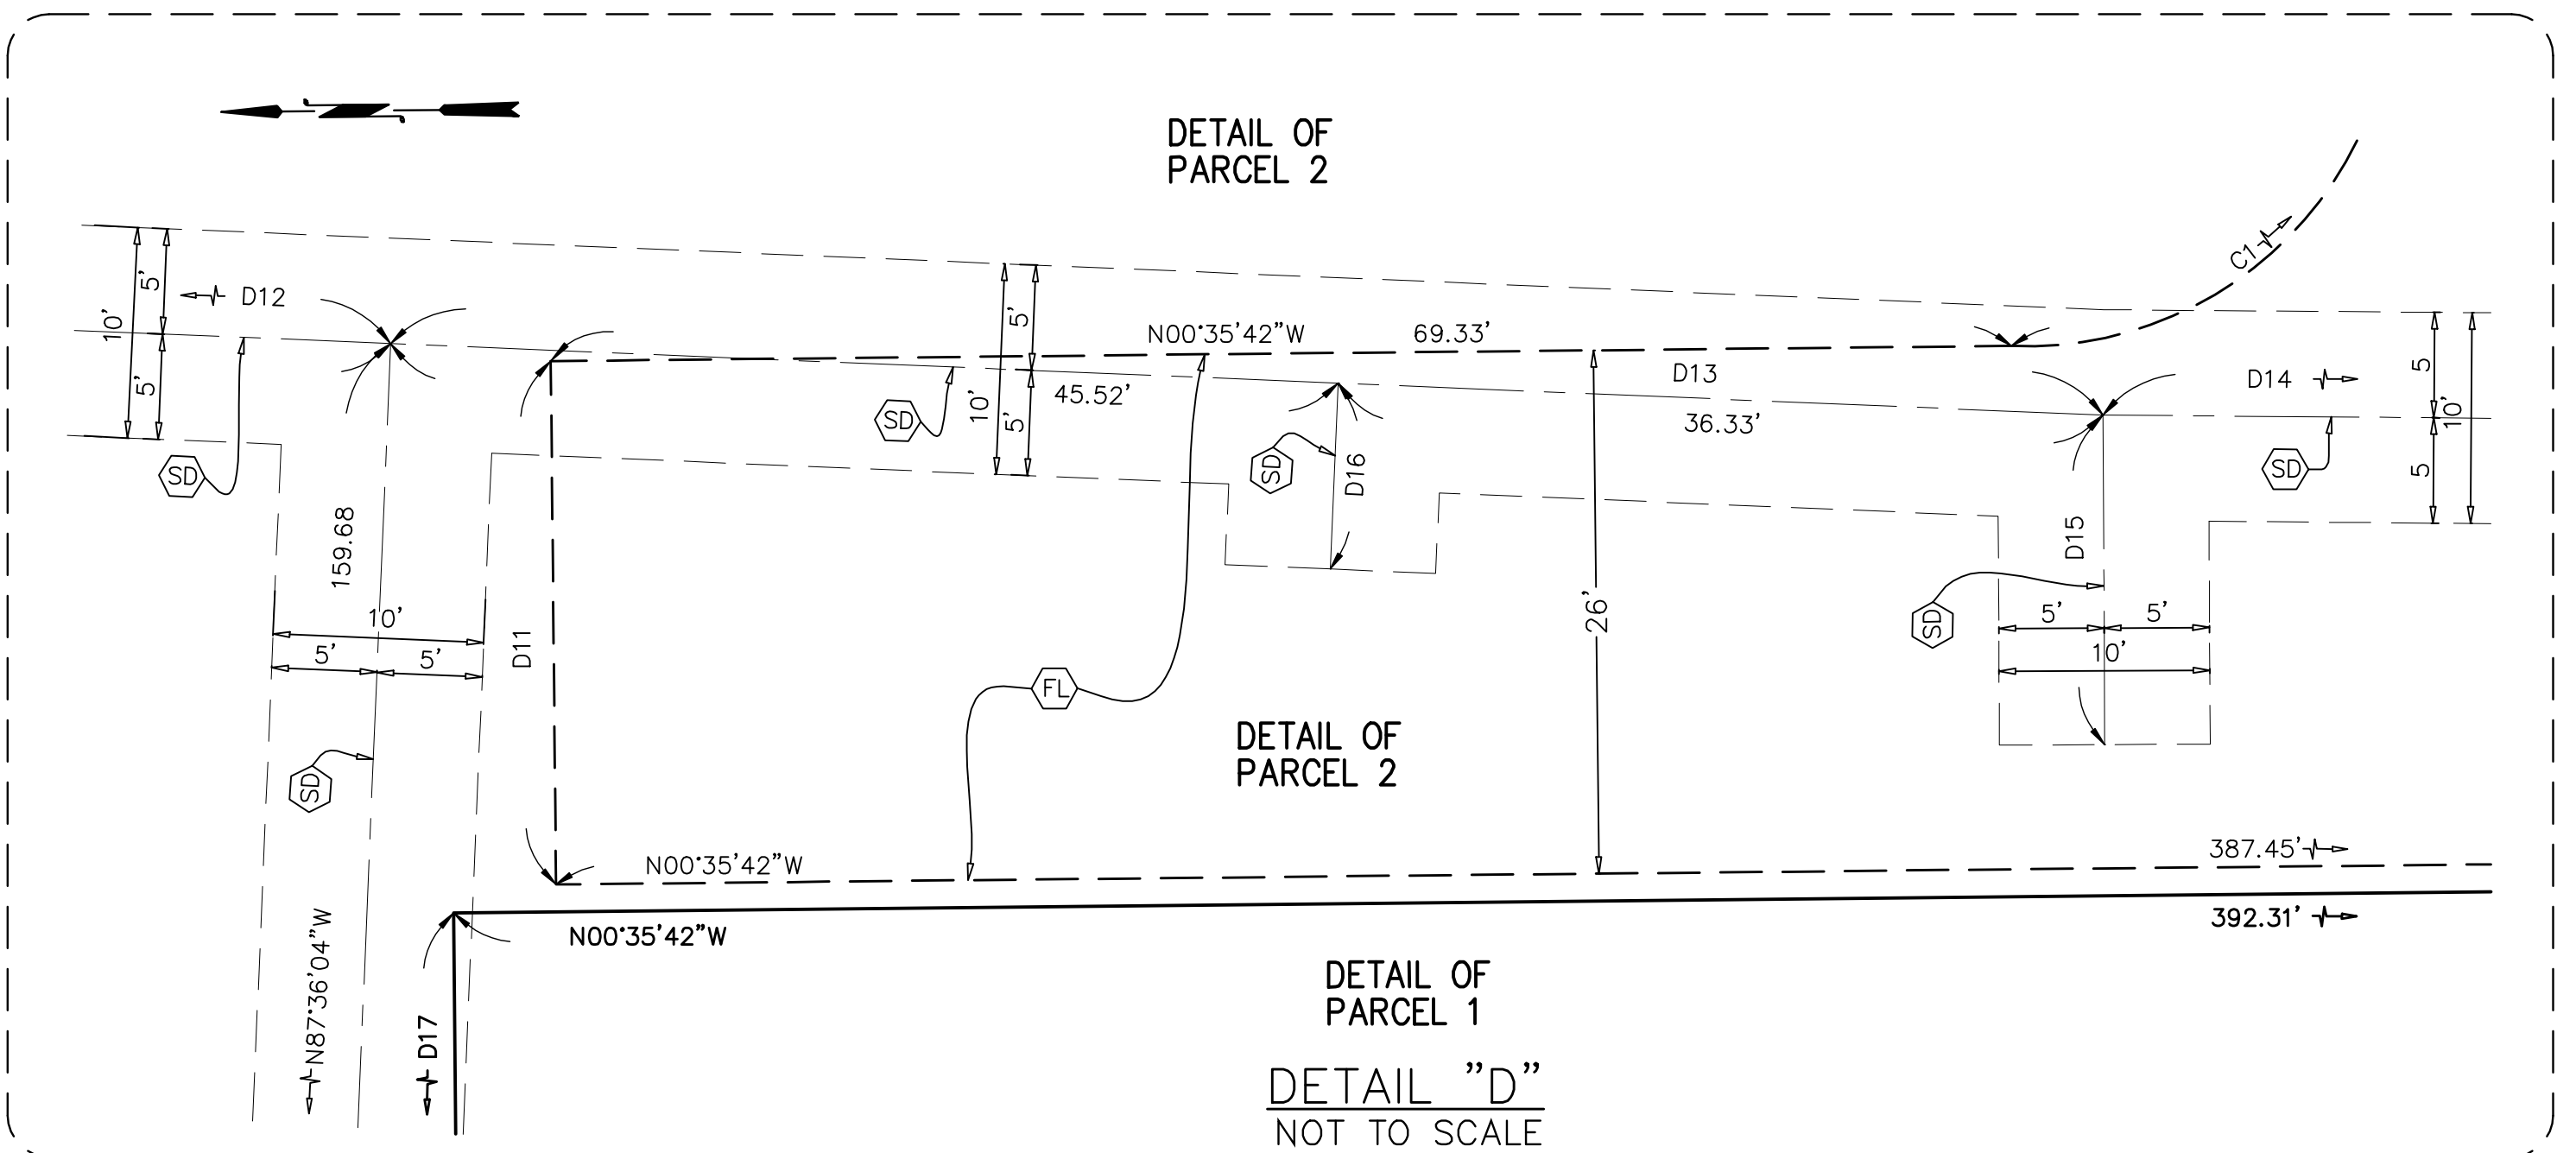 DETAIL OF
PARCEL 2
C1
D12
5'
10'
5'
5'
10'
5'
N00°35'42"W
69.33'
45.52'
D13
36.33'
D14
5
10'
5
SD
SD
SD
D16
SD
D15
SD
5'
5'
10'
159.68
10'
5'
5'
D11
26'
FL
DETAIL OF
PARCEL 2
SD
N00°35'42"W
387.45'
N00°35'42"W
392.31'
N87°36'04"W
D17
DETAIL OF
PARCEL 1
DETAIL "D"
NOT TO SCALE